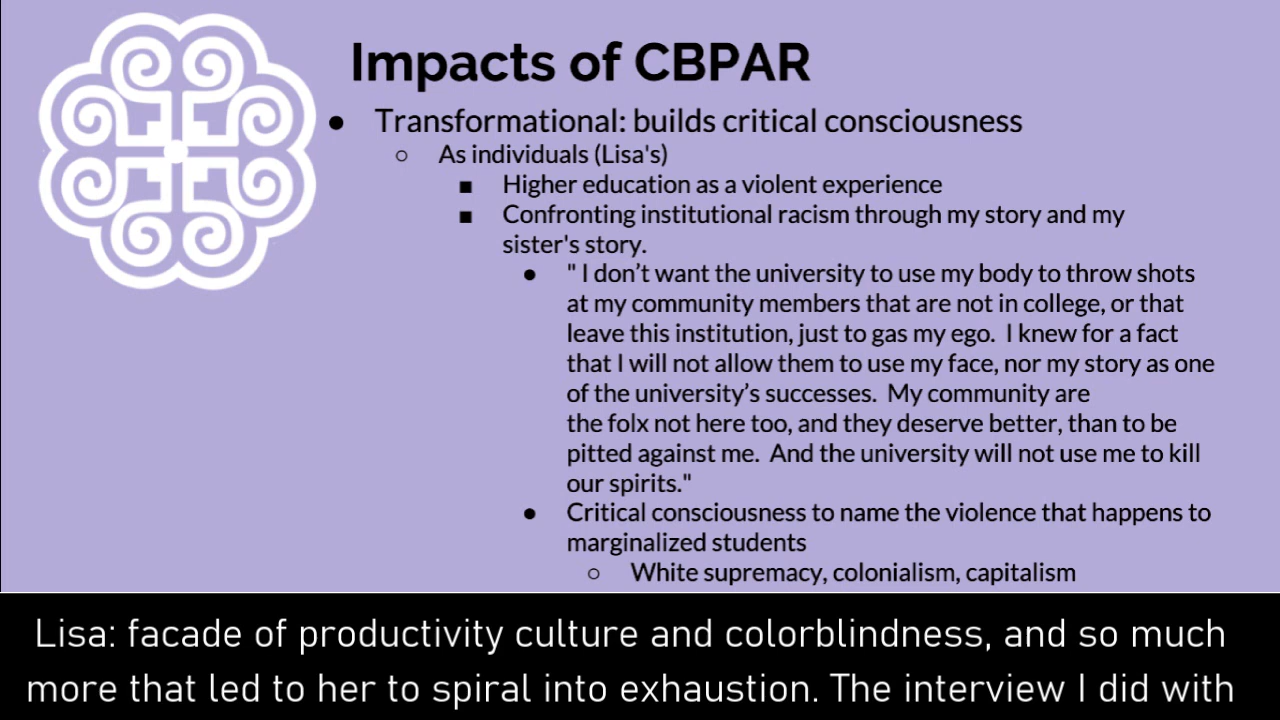 Impacts of CBPAR
● Transformational: builds critical consciousness
○ As individuals (Lisa's)
■ Higher education as a violent experience
■ Confronting institutional racism through my story and my
sister's story.
● " I don’t want the university to use my body to throw shots
at my community members that are not in college, or that
leave this institution, just to gas my ego.  I knew for a fact
that I will not allow them to use my face, nor my story as one
of the university’s successes.  My community are
the folx not here too, and they deserve better, than to be
pitted against me.  And the university will not use me to kill
our spirits."
● Critical consciousness to name the violence that happens to
marginalized students
○ White supremacy, colonialism, capitalism
Lisa: facade of productivity culture and colorblindness, and so much
more that led to her to spiral into exhaustion. The interview I did with